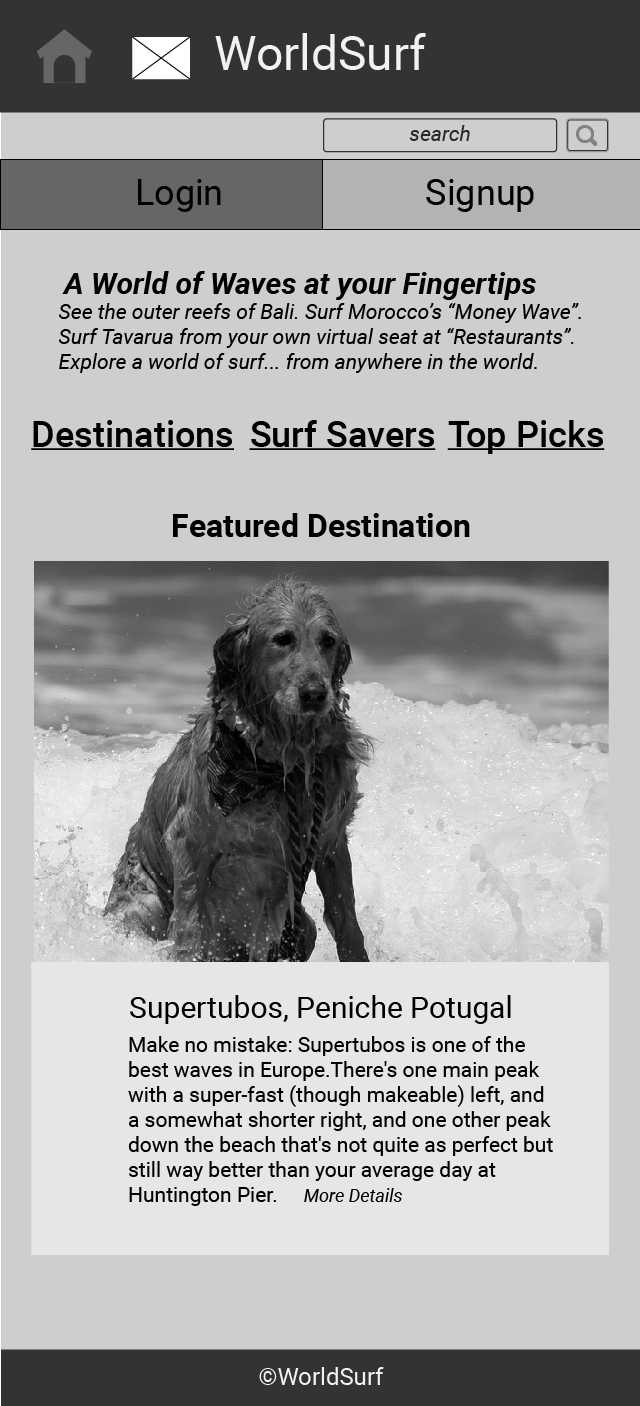 WorldSurf
search
Login
Signup
A World of Waves at your Fingertips
See the outer reefs of Bali. Surf Morocco’s “Money Wave”.
Surf Tavarua from your own virtual seat at “Restaurants”.
Explore a world of surf... from anywhere in the world.
Destinations
Surf Savers
Top Picks
Featured Destination
Supertubos, Peniche Potugal
Make no mistake: Supertubos is one of the
best waves in Europe.There's one main peak
with a super-fast (though makeable) left, and
a somewhat shorter right, and one other peak
down the beach that's not quite as perfect but
still way better than your average day at
Huntington Pier. More Details
©WorldSurf